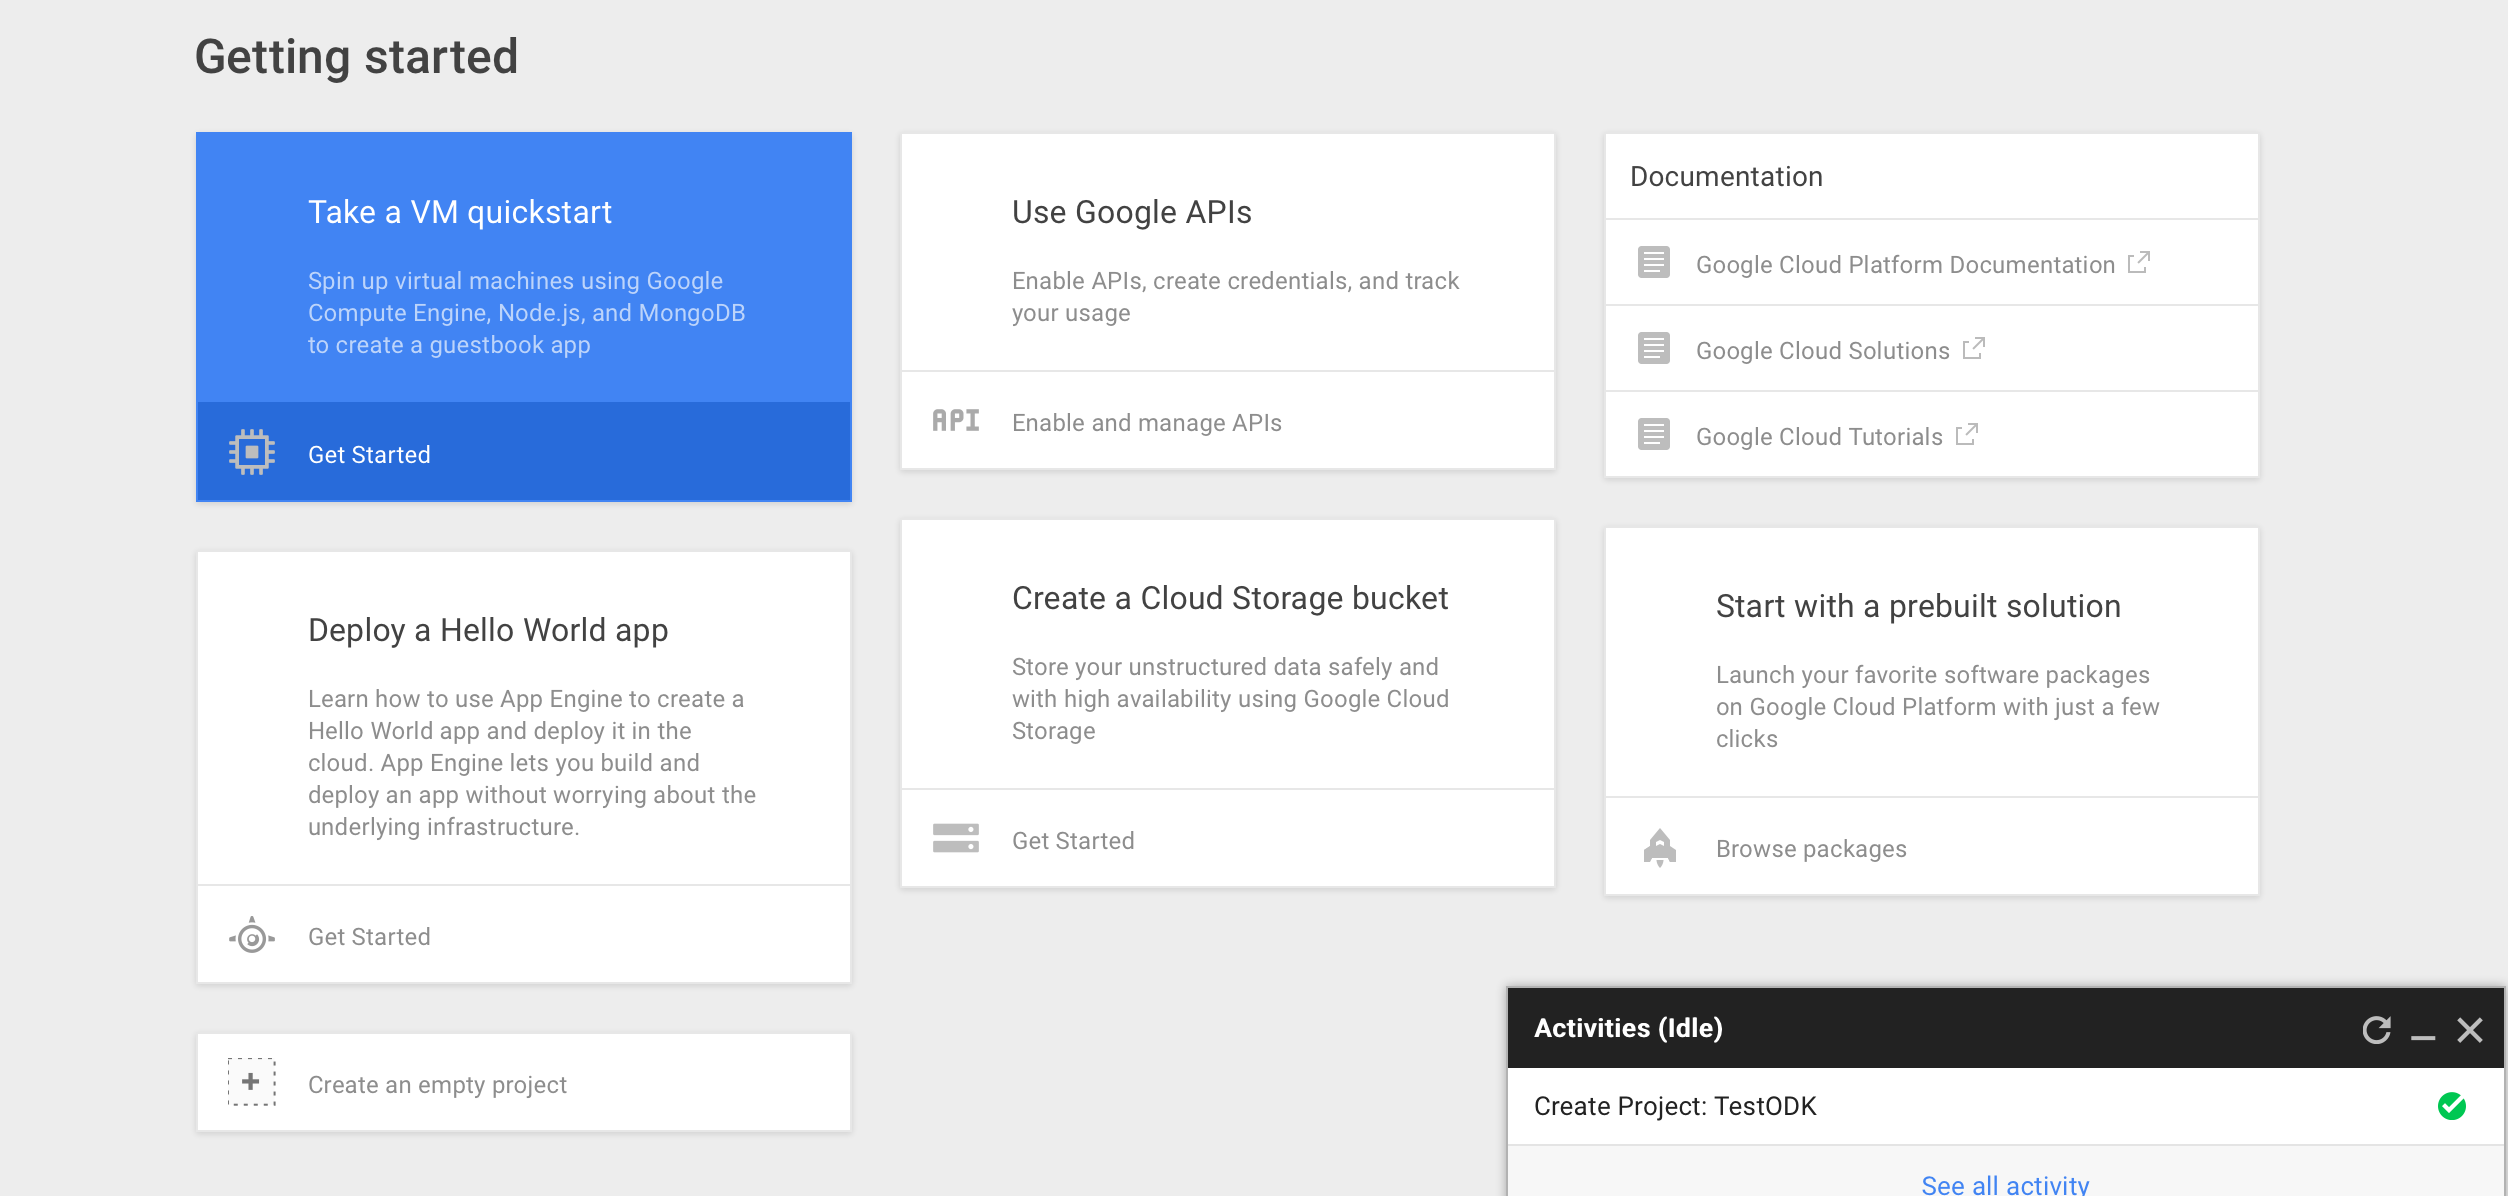 Getting started
Take a VM quickstart
Spin up virtual machines using Google
Compute Engine, Node.js, and MongoDB
to create a guestbook app
Get Started
Deploy a Hello World app
Learn how to use App Engine to create a
Hello World app and deploy it in the
cloud. App Engine lets you build and
deploy an app without worrying about the
underlying infrastructure.
Get Started
Create an empty project
Use Google APIs
Enable APIs, create credentials, and track
your usage
API Enable and manage APIs
Create a Cloud Storage bucket
Store your unstructured data safely and
with high availability using Google Cloud
Storage
Get Started
Documentation
Google Cloud Platform Documentation
Google Cloud Solutions
Google Cloud Tutorials
Start with a prebuilt solution
Launch your favorite software packages
on Google Cloud Platform with just a few
clicks
Browse packages
Activities (Idle)
Create Project: TestODK
See all activity